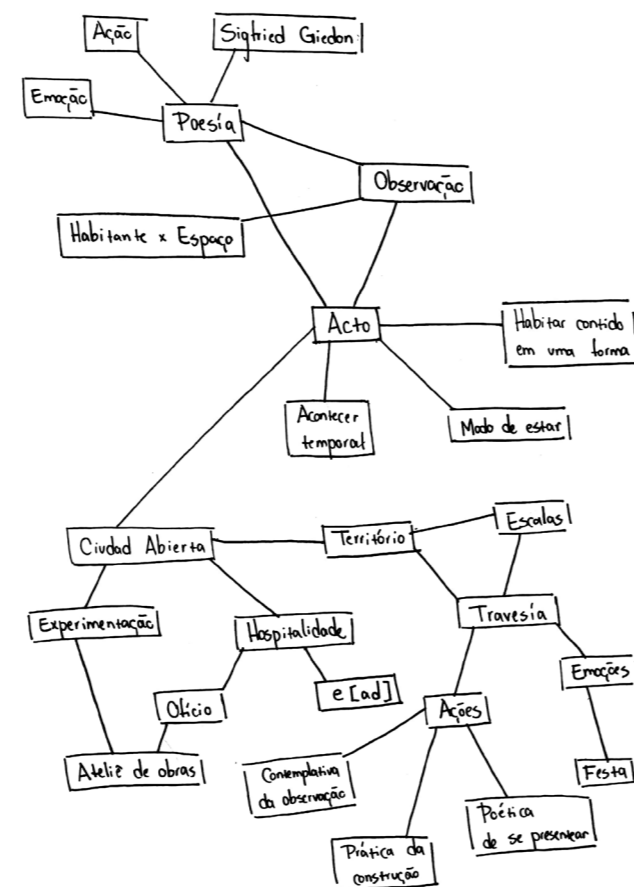 Ação
Sigfried Giedon
Emoção
Poesía
Observação
Habitante x Espaço
Acto
Habitar contido
em uma forma
Acontecer
temporal
Modo de estar
Ciudad Abierta
Território
Escalas
Experimentação
Hospitalidade
Travesía
Emoções
e [ad]
Ofício
Ações
Ateliê de obras
Contemplativa
da observação
Festa
Poética
de se presentear
Prática da
construção